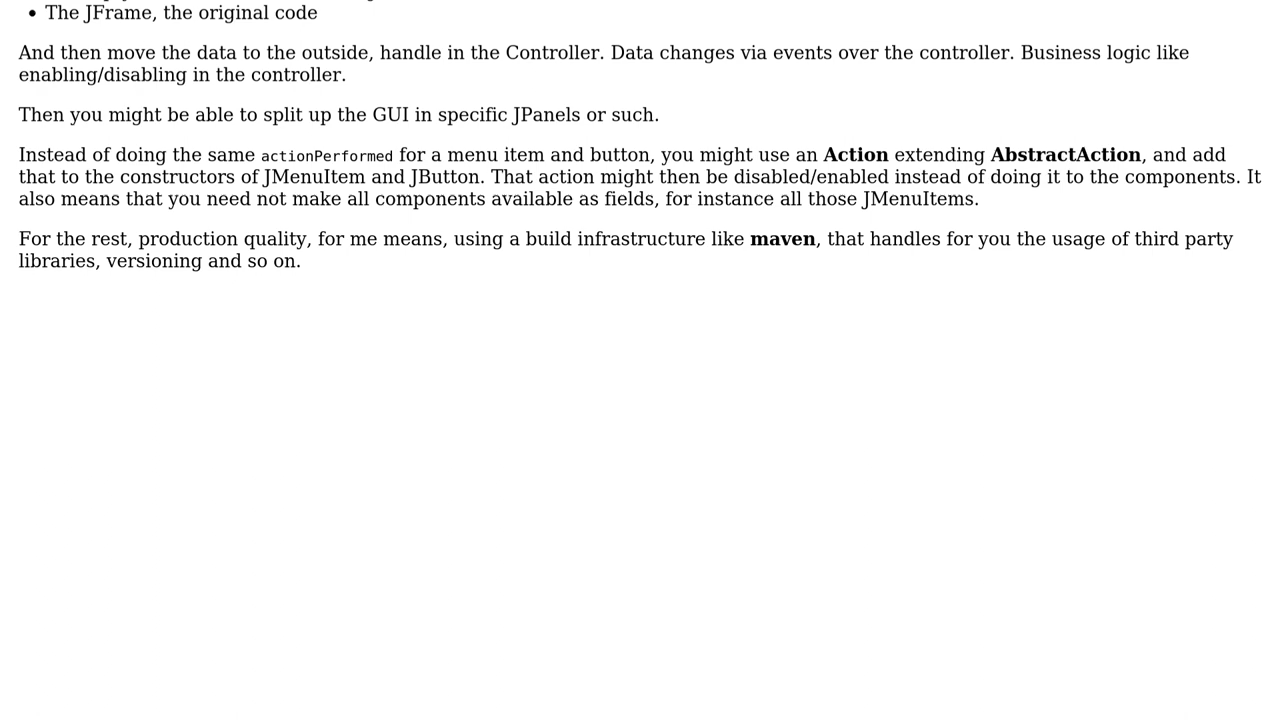 The JFrame, the original code
And then move the data to the outside, handle in the Controller. Data changes via events over the controller. Business logic like
enabling/disabling in the controller.
Then you might be able to split up the GUI in specific JPanels or such.
Instead of doing the same actionPerformed for a menu item and button, you might use an Action extending AbstractAction, and add
that to the constructors of JMenuItem and JButton. That action might then be disabled/enabled instead of doing it to the components. It
also means that you need not make all components available as fields, for instance all those JMenuItems.
For the rest, production quality, for me means, using a build infrastructure like maven, that handles for you the usage of third party
libraries, versioning and so on.